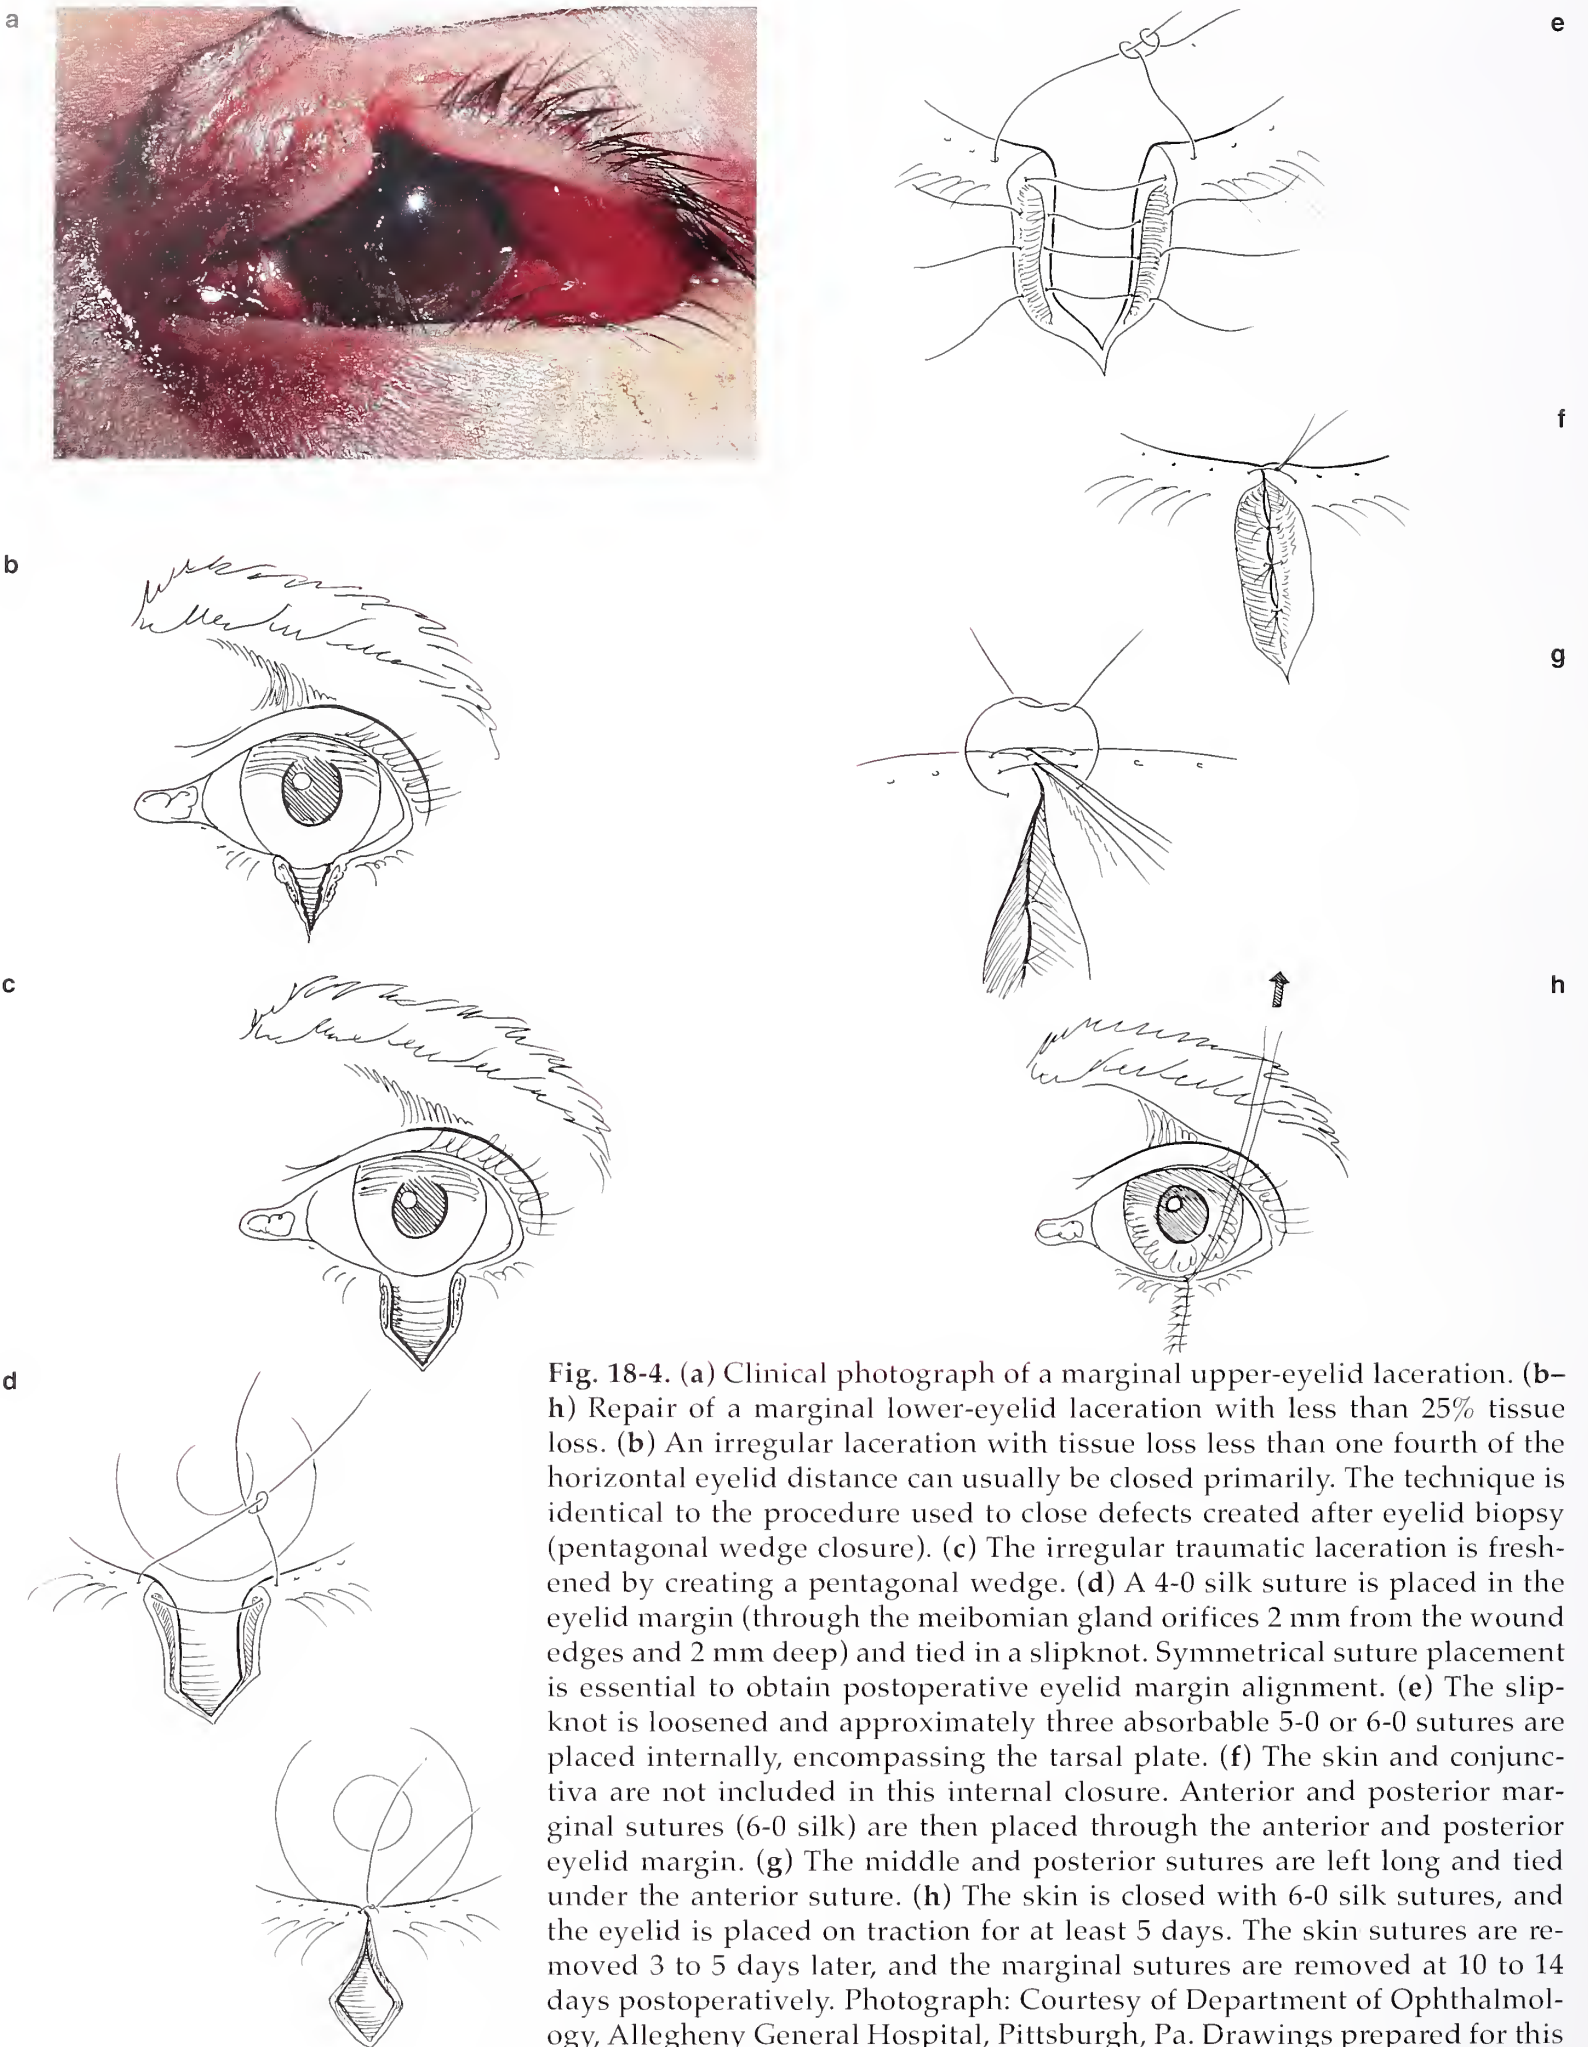 a
e
f
b
g
c
h
d
Fig. 18-4. (a) Clinical photograph of a marginal upper-eyelid laceration. (b–
h) Repair of a marginal lower-eyelid laceration with less than 25% tissue
loss. (b) An irregular laceration with tissue loss less than one fourth of the
horizontal eyelid distance can usually be closed primarily. The technique is
identical to the procedure used to close defects created after eyelid biopsy
(pentagonal wedge closure). (c) The irregular traumatic laceration is fresh-
ened by creating a pentagonal wedge. (d) A 4-0 silk suture is placed in the
eyelid margin (through the meibomian gland orifices 2 mm from the wound
edges and 2 mm deep) and tied in a slipknot. Symmetrical suture placement
is essential to obtain postoperative eyelid margin alignment. (e) The slip-
knot is loosened and approximately three absorbable 5-0 or 6-0 sutures are
placed internally, encompassing the tarsal plate. (f) The skin and conjunc-
tiva are not included in this internal closure. Anterior and posterior mar-
ginal sutures (6-0 silk) are then placed through the anterior and posterior
eyelid margin. (g) The middle and posterior sutures are left long and tied
under the anterior suture. (h) The skin is closed with 6-0 silk sutures, and
the eyelid is placed on traction for at least 5 days. The skin sutures are re-
moved 3 to 5 days later, and the marginal sutures are removed at 10 to 14
days postoperatively. Photograph: Courtesy of Department of Ophthalmol-
ogy, Allegheny General Hospital, Pittsburgh, Pa. Drawings prepared for this